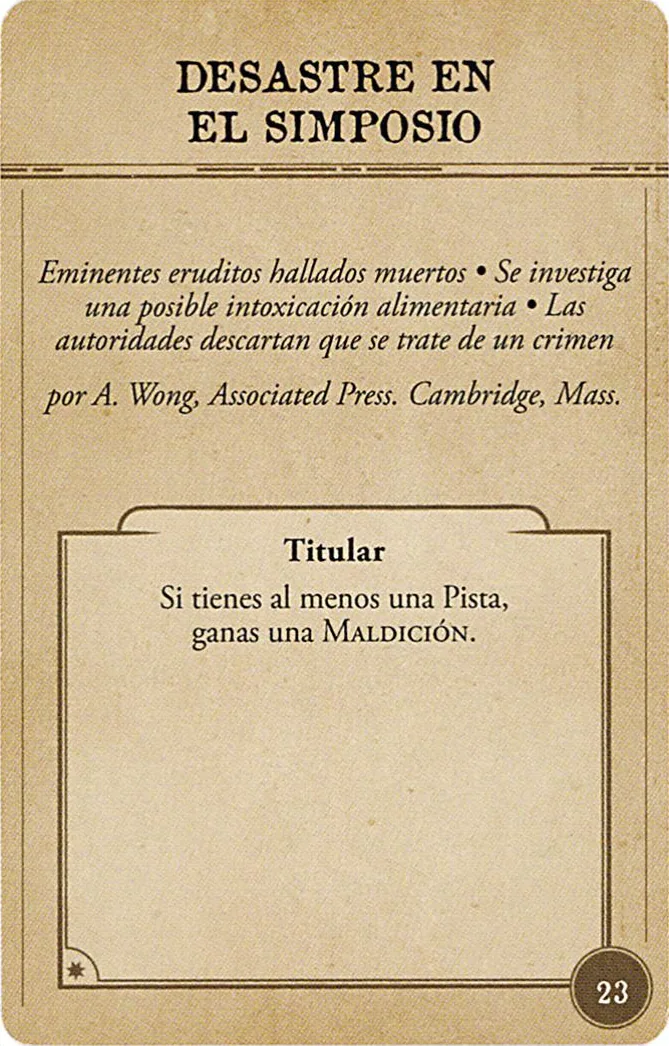 DESASTRE EN
EL SIMPOSIO
Eminentes eruditos hallados muertos • Se investiga
una posible intoxicación alimentaria • Las
autoridades descartan que se trate de un crimen
por A. Wong, Associated Press. Cambridge, Mass.
Titular
Si tienes al menos una Pista,
ganas una MALDICIÓN.
23